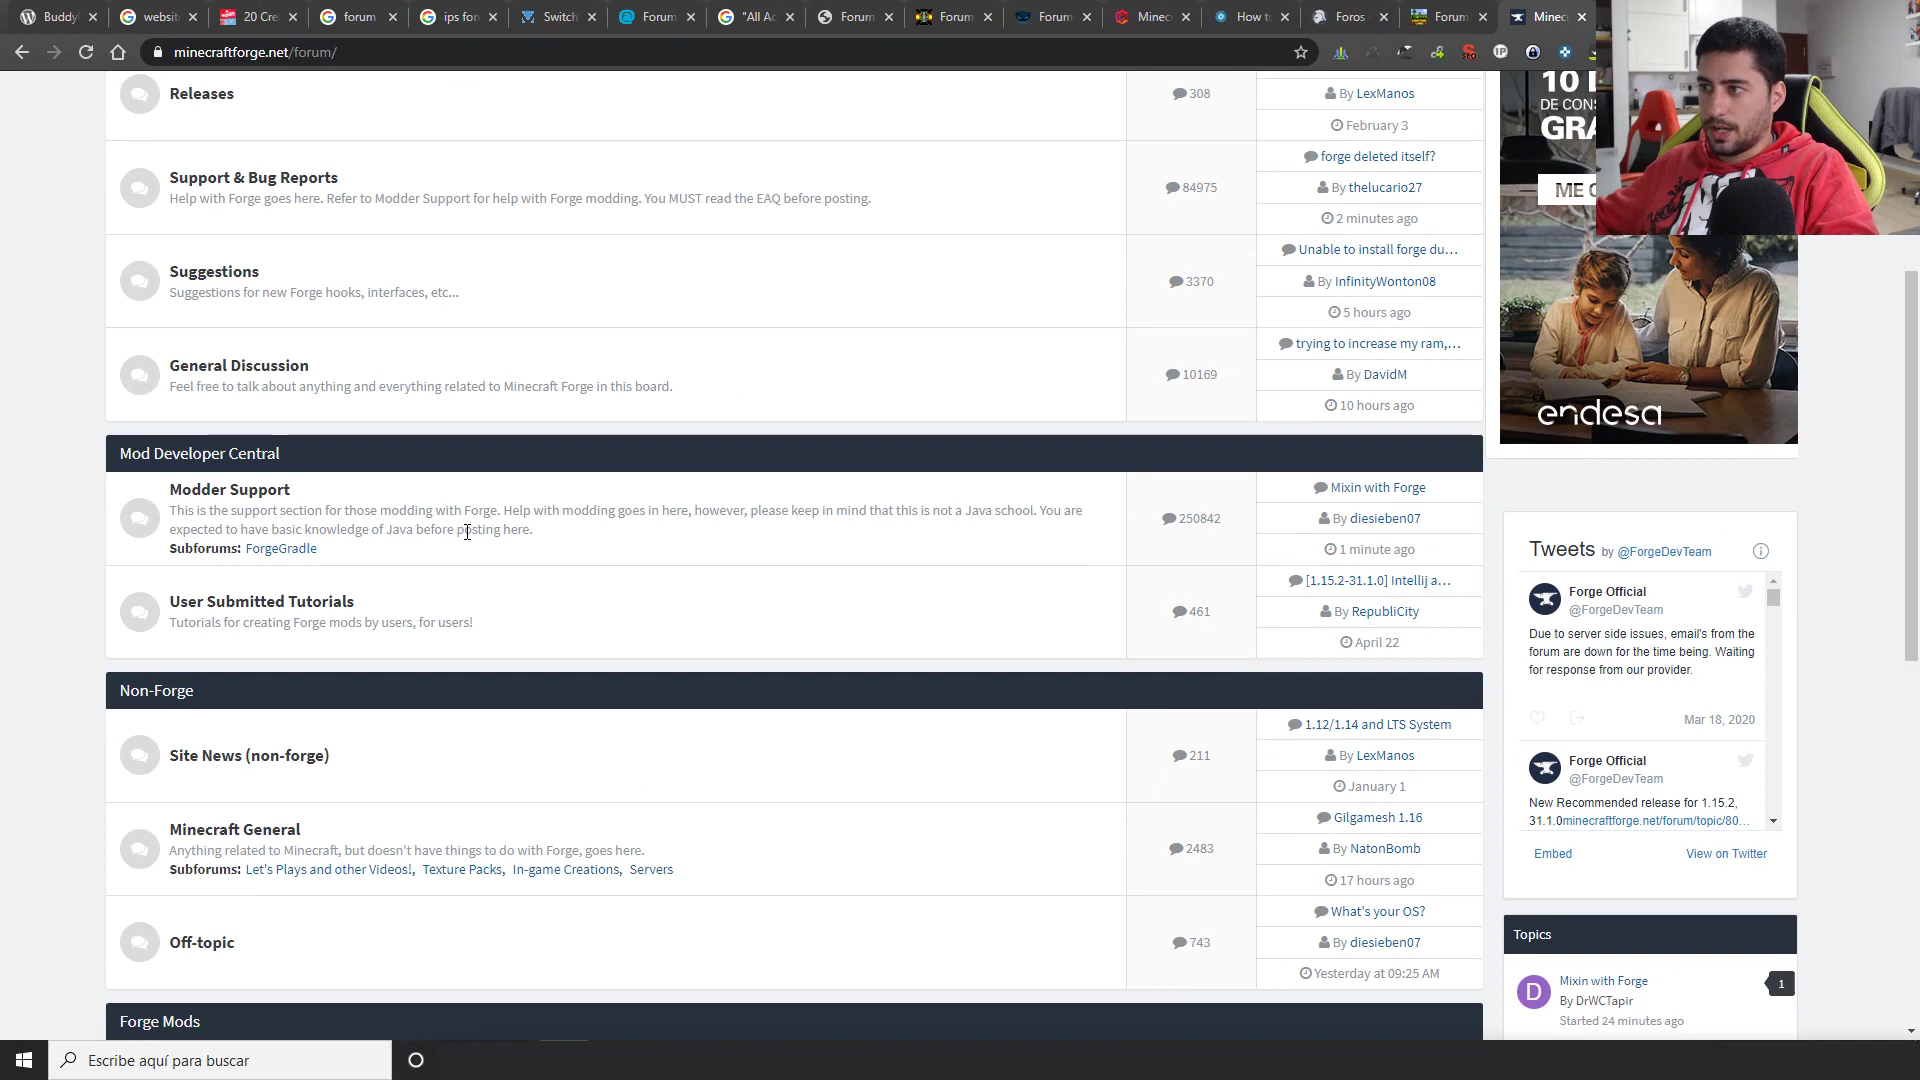 Buddy
websit
20 Cre
forum
ips for
Switch
Forum
"All Ac
Forum
Forum
Forum
Minec
How to
Foros
Forum
Minec
minecraftforge.net/forum/
Releases
308
By LexManos
February 3
Support & Bug Reports
Help with Forge goes here. Refer to Modder Support for help with Forge modding. You MUST read the EAQ before posting.
84975
forge deleted itself?
By thelucario27
2 minutes ago
Suggestions
Suggestions for new Forge hooks, interfaces, etc...
3370
Unable to install forge du...
By InfinityWonton08
5 hours ago
General Discussion
Feel free to talk about anything and everything related to Minecraft Forge in this board.
10169
trying to increase my ram,...
By DavidM
10 hours ago
Mod Developer Central
Modder Support
This is the support section for those modding with Forge. Help with modding goes in here, however, please keep in mind that this is not a Java school. You are
expected to have basic knowledge of Java before posting here.
Subforums: ForgeGradle
250842
Mixin with Forge
By diesieben07
1 minute ago
User Submitted Tutorials
Tutorials for creating Forge mods by users, for users!
461
[1.15.2-31.1.0] Intellij a...
By RepubliCity
April 22
Non-Forge
Site News (non-forge)
211
1.12/1.14 and LTS System
By LexManos
January 1
Minecraft General
Anything related to Minecraft, but doesn't have things to do with Forge, goes here.
Subforums: Let's Plays and other Videos!, Texture Packs, In-game Creations, Servers
2483
Gilgamesh 1.16
By NatonBomb
17 hours ago
Off-topic
743
What's your OS?
By diesieben07
Yesterday at 09:25 AM
Forge Mods
10
DE CONS
GRA
ME
endesa
Tweets by @ForgeDevTeam
Forge Official
@ForgeDevTeam
Due to server side issues, email's from the
forum are down for the time being. Waiting
for response from our provider.
Mar 18, 2020
Forge Official
@ForgeDevTeam
New Recommended release for 1.15.2,
31.1.0minecraftforge.net/forum/topic/80...
Embed
View on Twitter
Topics
D
Mixin with Forge
1
By DrWCTapir
Started 24 minutes ago
Escribe aquí para buscar